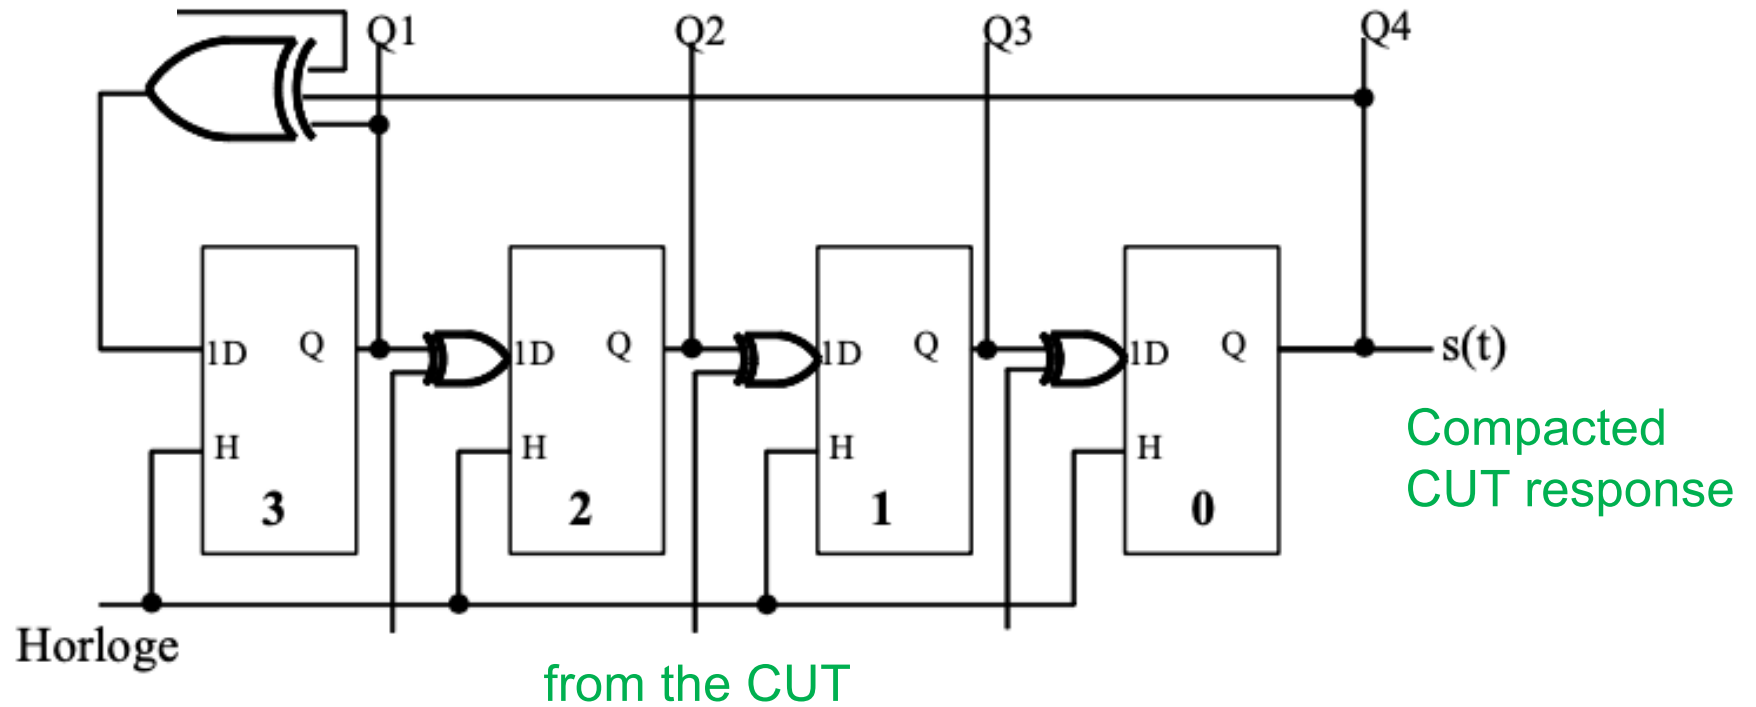 Q1
Q2
Q3
Q4
1D
Q
1D
Q
1D
Q
1D
Q
s(t)
H
H
H
H
Compacted
CUT response
3
2
1
0
Horloge
from the CUT